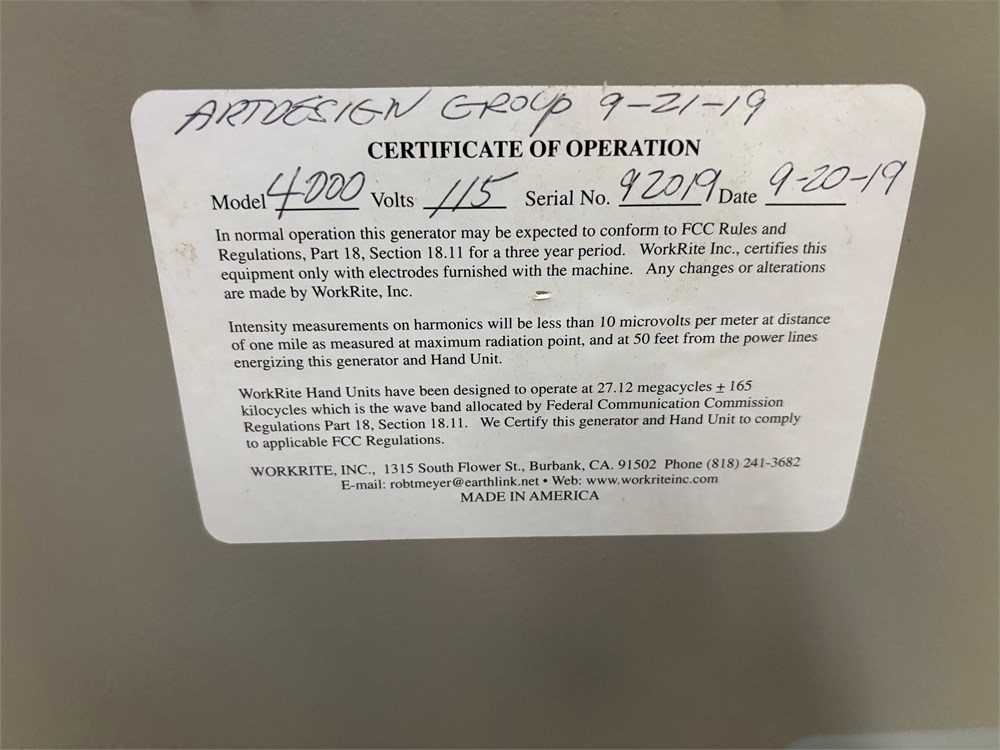 ARTDESIGN GROUP 9-21-19
CERTIFICATE OF OPERATION
Model 4000 Volts 115 Serial No. 92019 Date 9-20-19
In normal operation this generator may be expected to conform to FCC Rules and
Regulations, Part 18, Section 18.11 for a three year period. WorkRite Inc., certifies this
equipment only with electrodes furnished with the machine. Any changes or alterations
are made by WorkRite, Inc.
Intensity measurements on harmonics will be less than 10 microvolts per meter at distance
of one mile as measured at maximum radiation point, and at 50 feet from the power lines
energizing this generator and Hand Unit.
WorkRite Hand Units have been designed to operate at 27.12 megacycles ± 165
kilocycles which is the wave band allocated by Federal Communication Commission
Regulations Part 18, Section 18.11. We Certify this generator and Hand Unit to comply
to applicable FCC Regulations.
WORKRITE, INC., 1315 South Flower St., Burbank, CA. 91502 Phone (818) 241-3682
E-mail: robtmeyer@earthlink.net • Web: www.workriteinc.com
MADE IN AMERICA